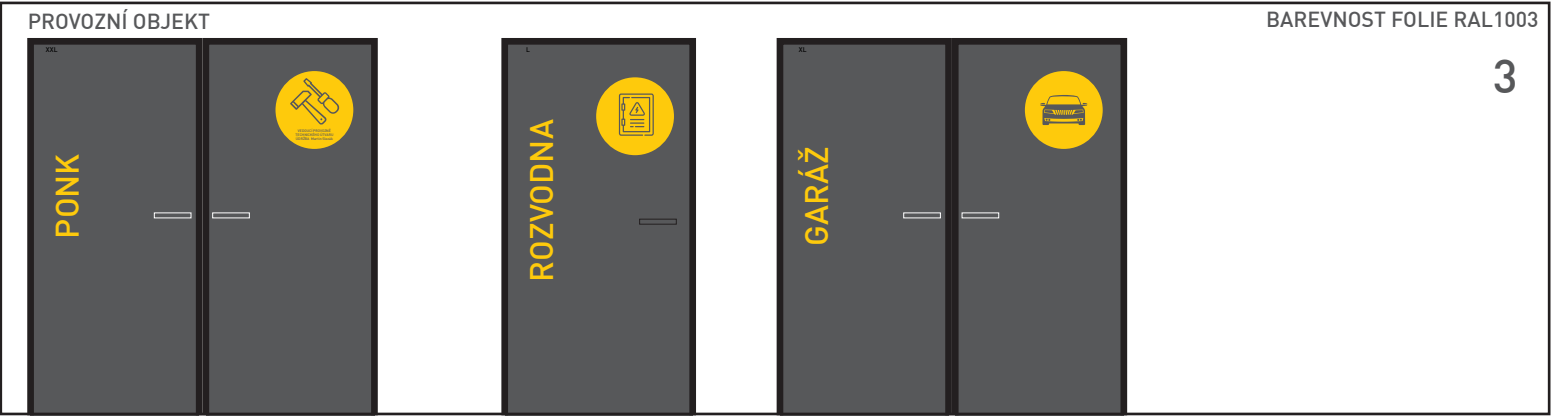 PROVOZNÍ OBJEKT
BAREVNOST FOLIE RAL1003
3
XXL
PONK
L
ROZVODNA
XL
GARÁŽ